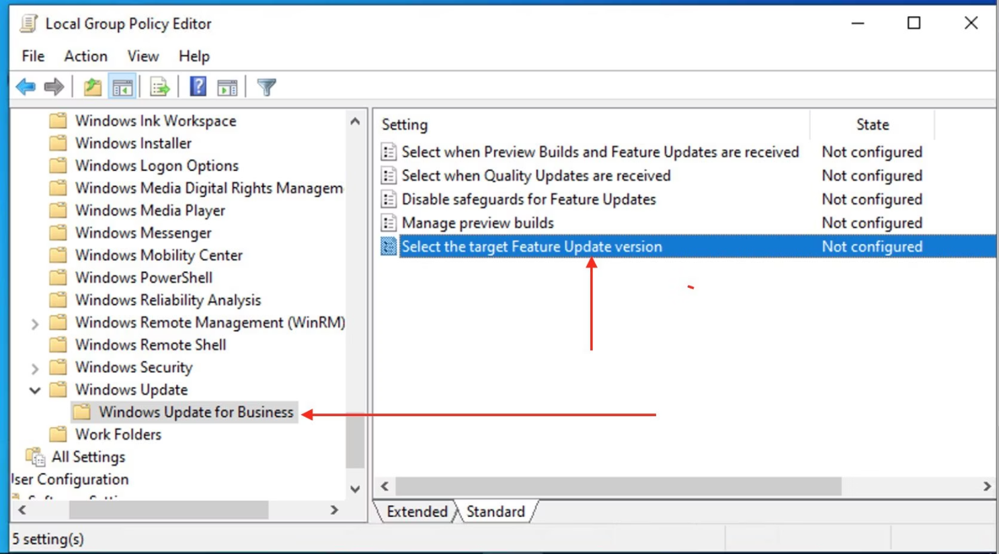 Local Group Policy Editor
File Action View Help
Windows Ink Workspace
Windows Installer
Windows Logon Options
Windows Media Digital Rights Managem
Windows Media Player
Windows Messenger
Windows Mobility Center
Windows PowerShell
Windows Reliability Analysis
Windows Remote Management (WinRM)
Windows Remote Shell
Windows Security
Windows Update
Windows Update for Business
Work Folders
All Settings
ser Configuration
Setting State
Select when Preview Builds and Feature Updates are received Not configured
Select when Quality Updates are received Not configured
Disable safeguards for Feature Updates Not configured
Manage preview builds Not configured
Select the target Feature Update version Not configured
Extended Standard
5 setting(s)